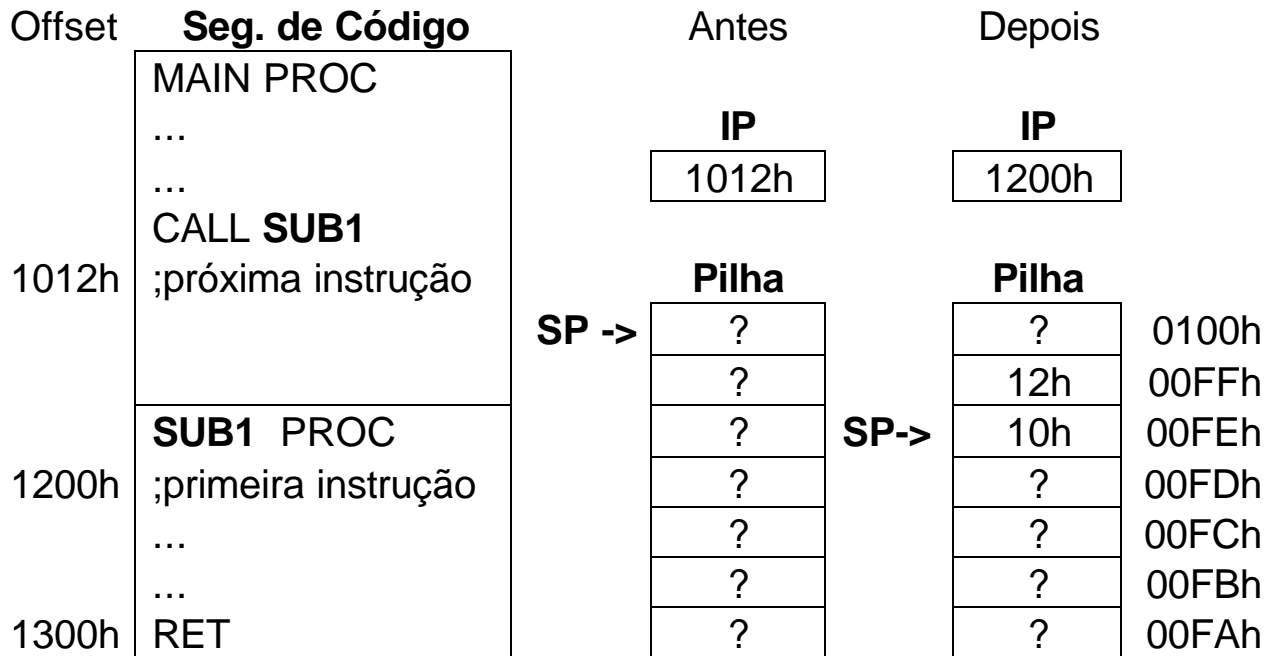 Offset Seg. de Código Antes Depois
MAIN PROC
... IP IP
... 1012h 1200h
CALL SUB1
1012h ;próxima instrução Pilha Pilha
SP -> ? ? 0100h
? 12h 00FFh
SUB1 PROC ? SP-> 10h 00FEh
1200h ;primeira instrução ? ? 00FDh
... ? ? 00FCh
... ? ? 00FBh
1300h RET ? ? 00FAh